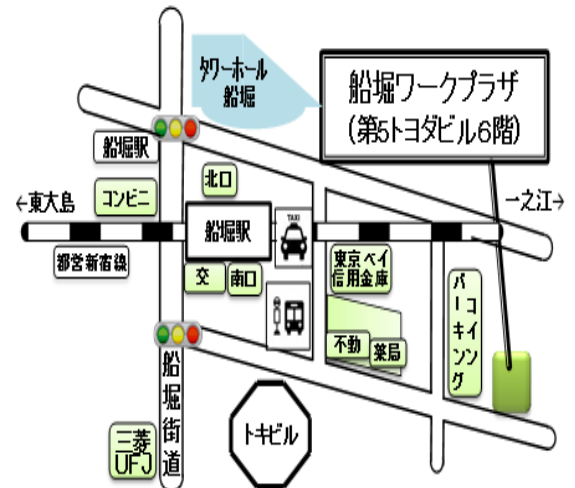 タワーホール
船堀
船堀ワークプラザ
(第5トヨダビル6階)
船堀駅
北口
コンビニ
←東大島
一之江→
船堀駅
TAXI
都営新宿線
交
南口
東京ベイ
信用金庫
コイン
パーキング
不動
薬局
船堀街道
トキビル
三菱
UFJ